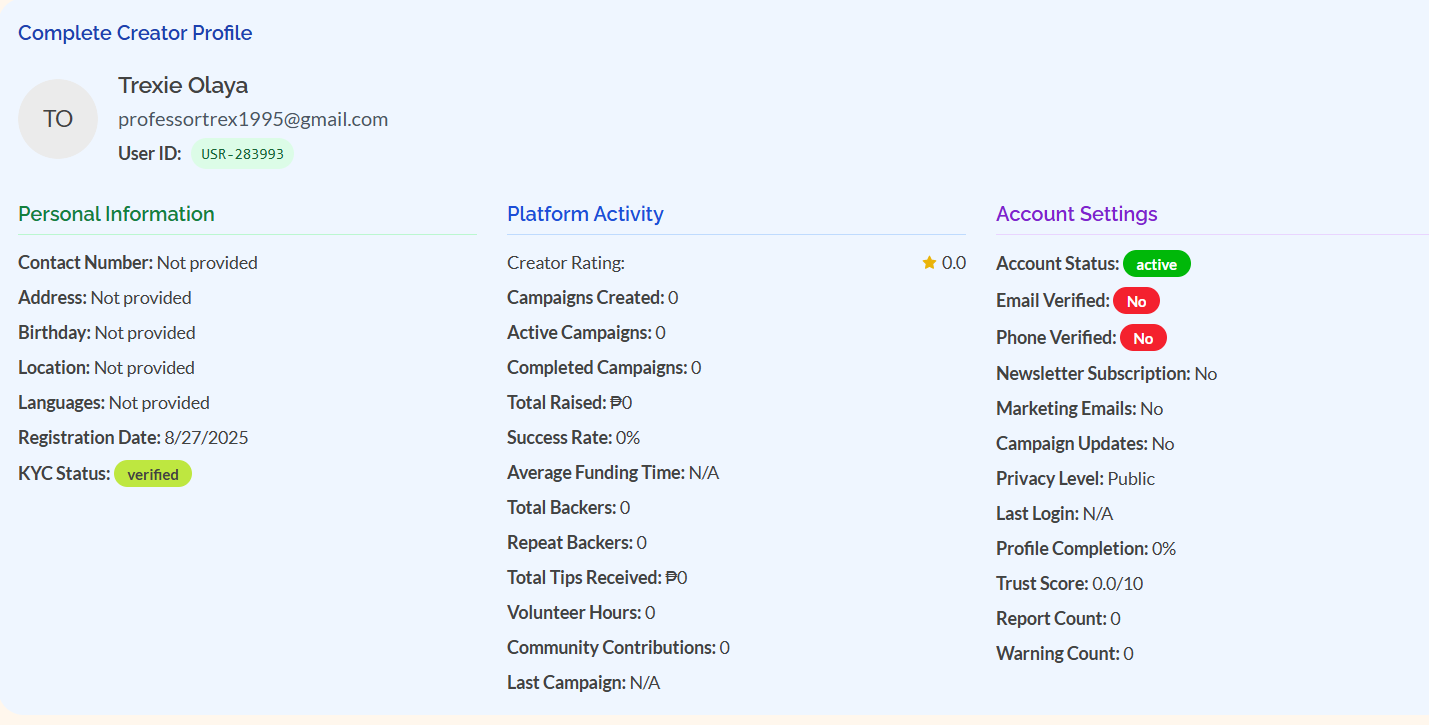 Complete Creator Profile
TO
Trexie Olaya
professortrex1995@gmail.com
User ID: USR-283993
Personal Information
Contact Number: Not provided
Address: Not provided
Birthday: Not provided
Location: Not provided
Languages: Not provided
Registration Date: 8/27/2025
KYC Status: verified
Platform Activity
Creator Rating: 0.0
Campaigns Created: 0
Active Campaigns: 0
Completed Campaigns: 0
Total Raised: ₱0
Success Rate: 0%
Average Funding Time: N/A
Total Backers: 0
Repeat Backers: 0
Total Tips Received: ₱0
Volunteer Hours: 0
Community Contributions: 0
Last Campaign: N/A
Account Settings
Account Status: active
Email Verified: No
Phone Verified: No
Newsletter Subscription: No
Marketing Emails: No
Campaign Updates: No
Privacy Level: Public
Last Login: N/A
Profile Completion: 0%
Trust Score: 0.0/10
Report Count: 0
Warning Count: 0